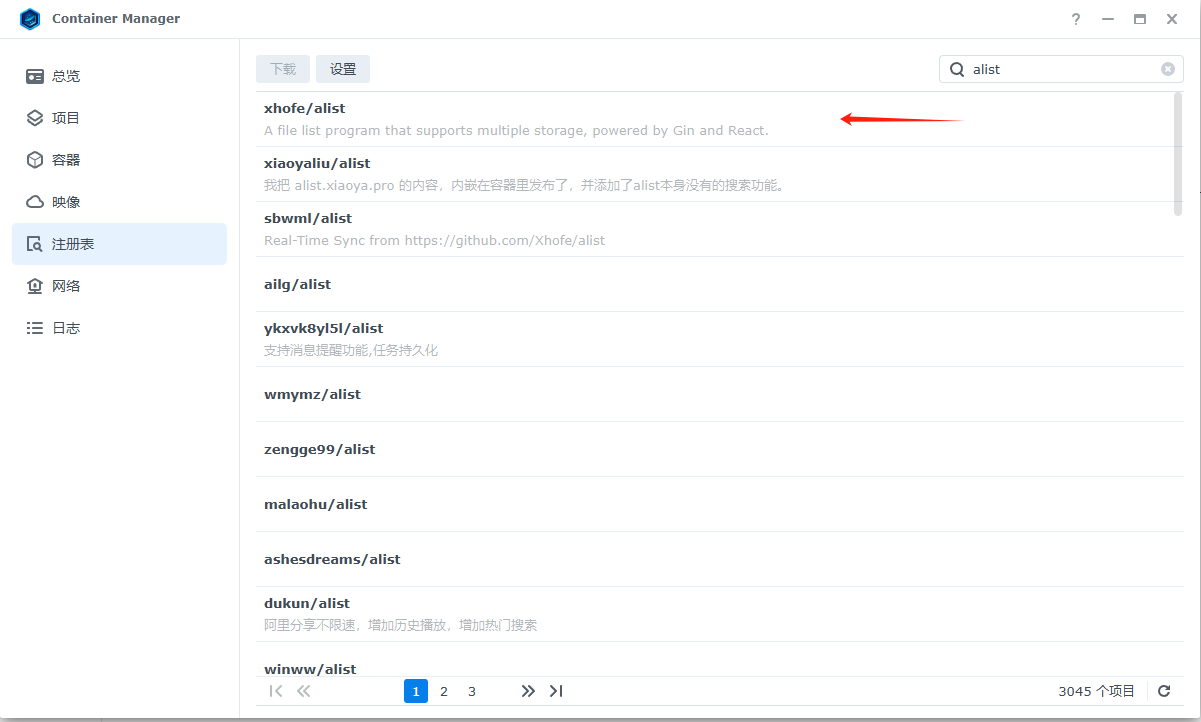 Container Manager
?
总览
项目
容器
映像
注册表
网络
日志
下载 设置
alist
xhofe/alist
A file list program that supports multiple storage, powered by Gin and React.
xiaoyaliu/alist
我把 alist.xiaoya.pro 的内容，内嵌在容器里发布了，并添加了alist本身没有的搜索功能。
sbwml/alist
Real-Time Sync from https://github.com/Xhofe/alist
ailg/alist
ykxvk8yl5l/alist
支持消息提醒功能,任务持久化
wmymz/alist
zengge99/alist
malaohu/alist
ashesdreams/alist
dukun/alist
阿里分享不限速，增加历史播放，增加热门搜索
winww/alist
1 2 3
3045 个项目